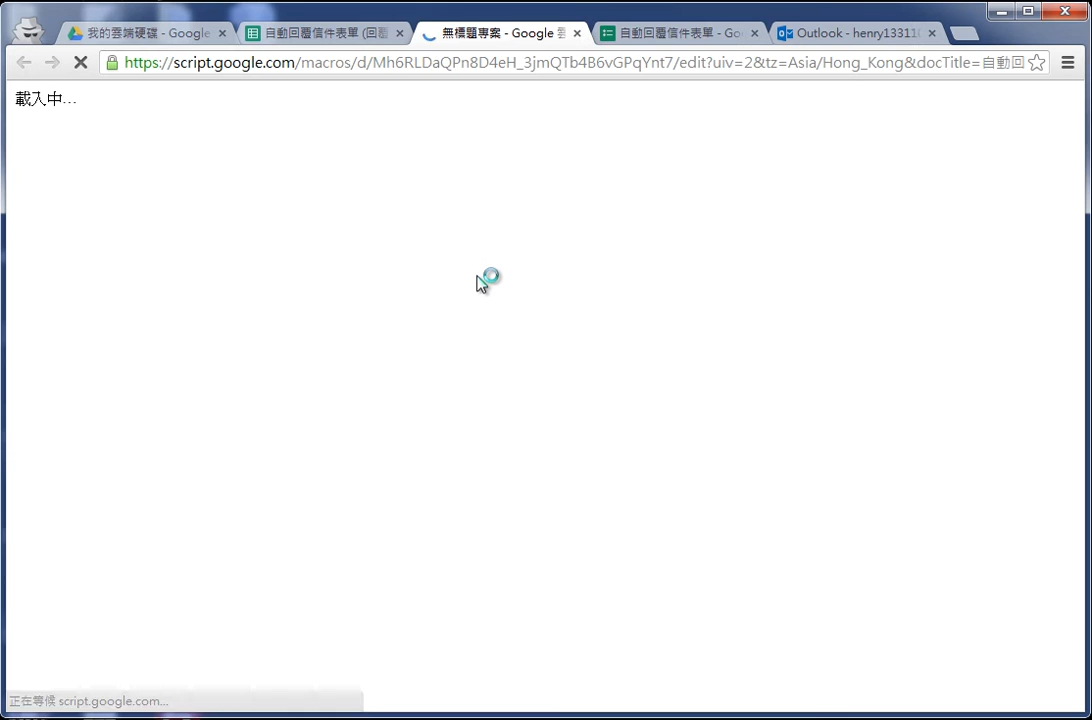 我的雲端硬碟 - Google
自動回覆信件表單 (回覆
無標題專案 - Google 雲
自動回覆信件表單 - Go
Outlook - henry13311
https://script.google.com/macros/d/Mh6RLDaQPn8D4eH_3jmQTb4B6vGPqYnt7/edit?uiv=2&tz=Asia/Hong_Kong&docTitle=自動回
載入中...
正在等候 script.google.com...